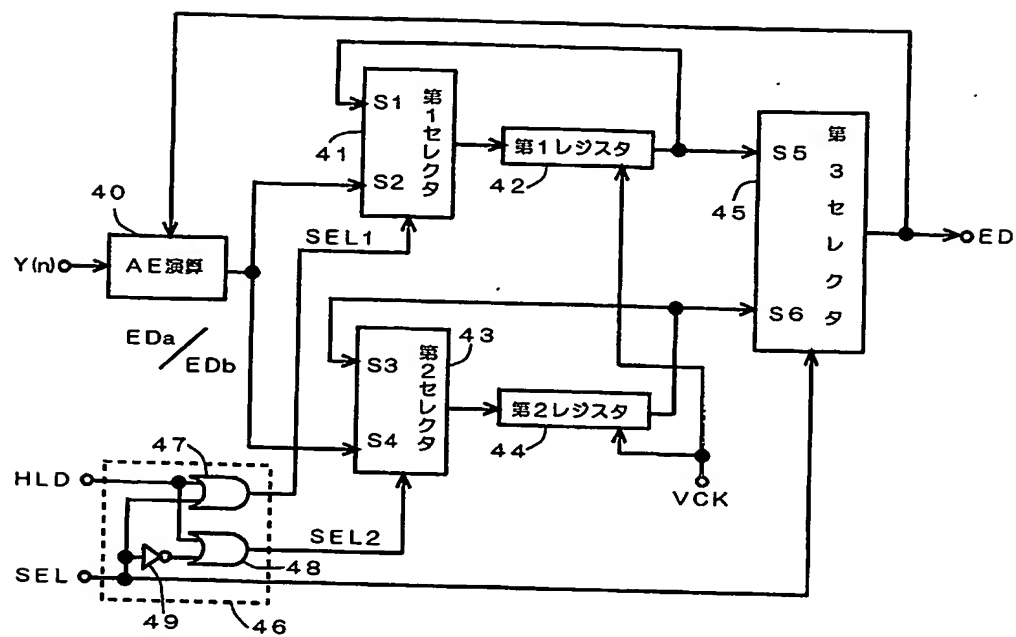 40
Y(n)
AE演算
EDa/EDb
S1
S2
第1セレクタ
41
SEL1
第1レジスタ
42
S3
S4
第2セレクタ
43
第2レジスタ
44
VCK
S5
S6
第3セレクタ
45
ED
HLD
SEL
47
48
49
46
SEL2